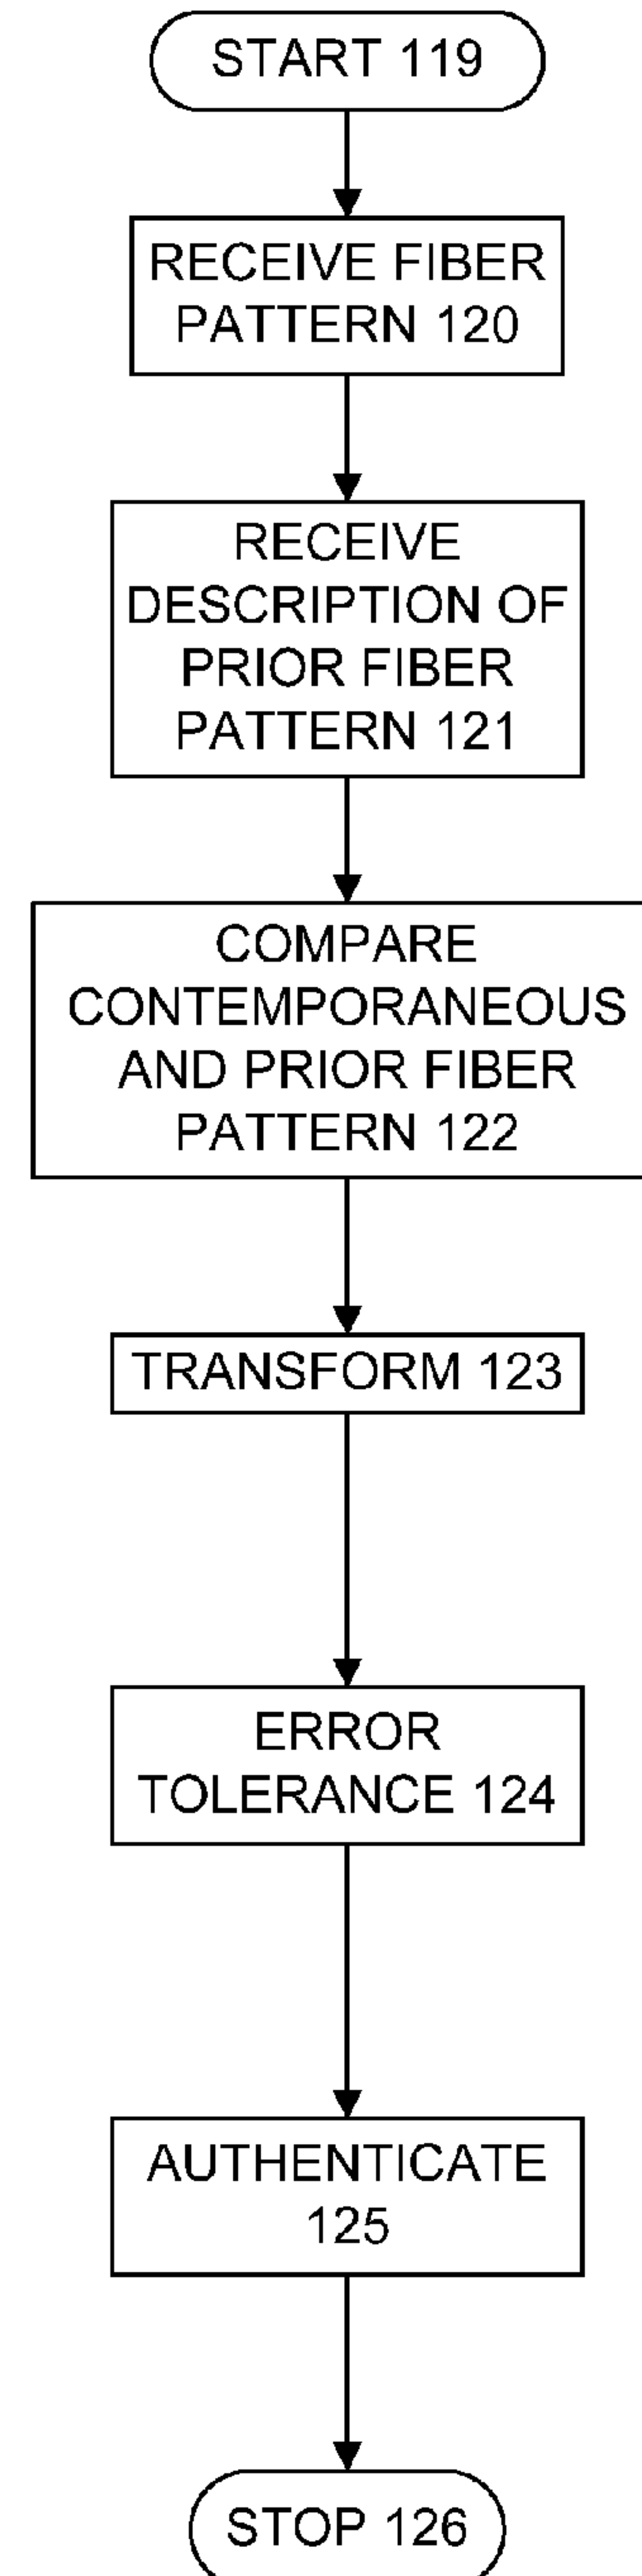 START 119
RECEIVE FIBER
PATTERN 120
RECEIVE
DESCRIPTION OF
PRIOR FIBER
PATTERN 121
COMPARE
CONTEMPORANEOUS
AND PRIOR FIBER
PATTERN 122
TRANSFORM 123
ERROR
TOLERANCE 124
AUTHENTICATE
125
STOP 126